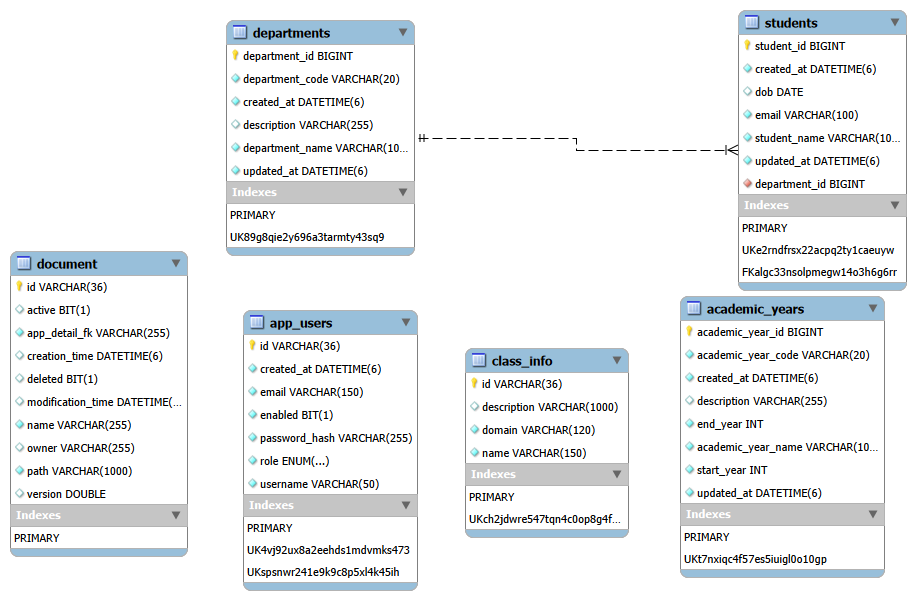 departments
department_id BIGINT
department_code VARCHAR(20)
created_at DATETIME(6)
description VARCHAR(255)
department_name VARCHAR(10...
updated_at DATETIME(6)
Indexes
PRIMARY
UK89g8qie2y696a3tarmty43sq9
students
student_id BIGINT
created_at DATETIME(6)
dob DATE
email VARCHAR(100)
student_name VARCHAR(10...
updated_at DATETIME(6)
department_id BIGINT
Indexes
PRIMARY
UKe2rndfrsx22acpq2ty1caeuyw
FKalgc33nsolpmegw14o3h6g6rr
document
id VARCHAR(36)
active BIT(1)
app_detail_fk VARCHAR(255)
creation_time DATETIME(6)
deleted BIT(1)
modification_time DATETIME(...
name VARCHAR(255)
owner VARCHAR(255)
path VARCHAR(1000)
version DOUBLE
Indexes
PRIMARY
app_users
id VARCHAR(36)
created_at DATETIME(6)
email VARCHAR(150)
enabled BIT(1)
password_hash VARCHAR(255)
role ENUM(...)
username VARCHAR(50)
Indexes
PRIMARY
UK4vj92ux8a2eehds1mdvmks473
UKspsnwr241e9k9c8p5xl4k45ih
class_info
id VARCHAR(36)
description VARCHAR(1000)
domain VARCHAR(120)
name VARCHAR(150)
Indexes
PRIMARY
UKch2jdwre547tqn4c0op8g4f...
academic_years
academic_year_id BIGINT
academic_year_code VARCHAR(20)
created_at DATETIME(6)
description VARCHAR(255)
end_year INT
academic_year_name VARCHAR(10...
start_year INT
updated_at DATETIME(6)
Indexes
PRIMARY
UKt7nxiqc4f57es5iuigl0o10gp